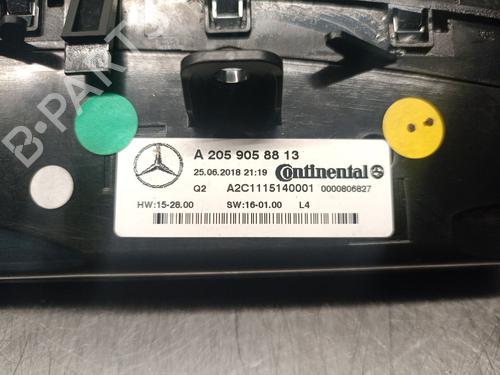 B-PARTS
A 205 905 88 13
25.06.2018 21:19 Continental
Q2 A2C1115140001 0000806827
HW:15-28.00 SW:16-01.00 L4